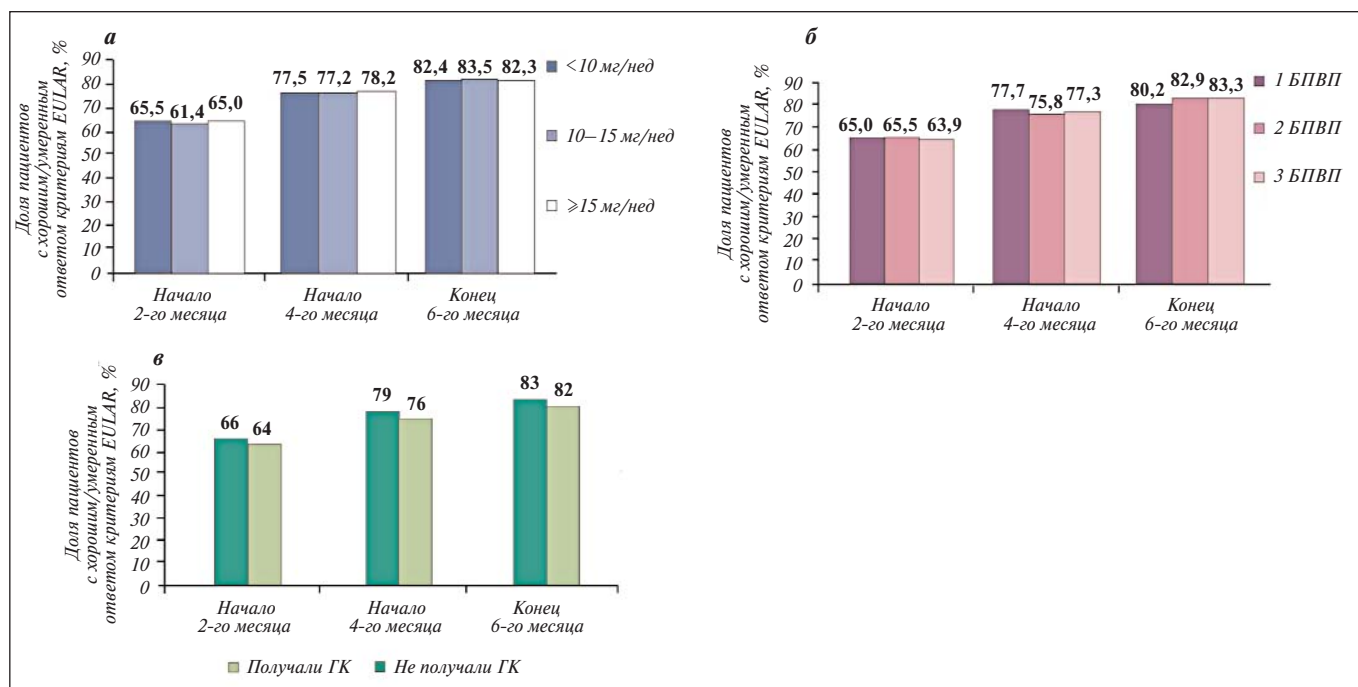 а
Доля пациентов
с хорошим/умеренным
ответом критериям EULAR, %
90
80
70
60
50
40
30
20
10
0
65,5 61,4 65,0
77,5 77,2 78,2
82,4 83,5 82,3
<10 мг/нед
10–15 мг/нед
≥15 мг/нед
Начало
2-го месяца
Начало
4-го месяца
Конец
6-го месяца
б
Доля пациентов
с хорошим/умеренным
ответом критериям EULAR, %
90
80
70
60
50
40
30
20
10
0
65,0 65,5 63,9
77,7 75,8 77,3
80,2 82,9 83,3
1 БПВП
2 БПВП
3 БПВП
Начало
2-го месяца
Начало
4-го месяца
Конец
6-го месяца
в
Доля пациентов
с хорошим/умеренным
ответом критериям EULAR, %
90
80
70
60
50
40
30
20
10
0
66 64
79 76
83 82
Начало
2-го месяца
Начало
4-го месяца
Конец
6-го месяца
Получали ГК
Не получали ГК